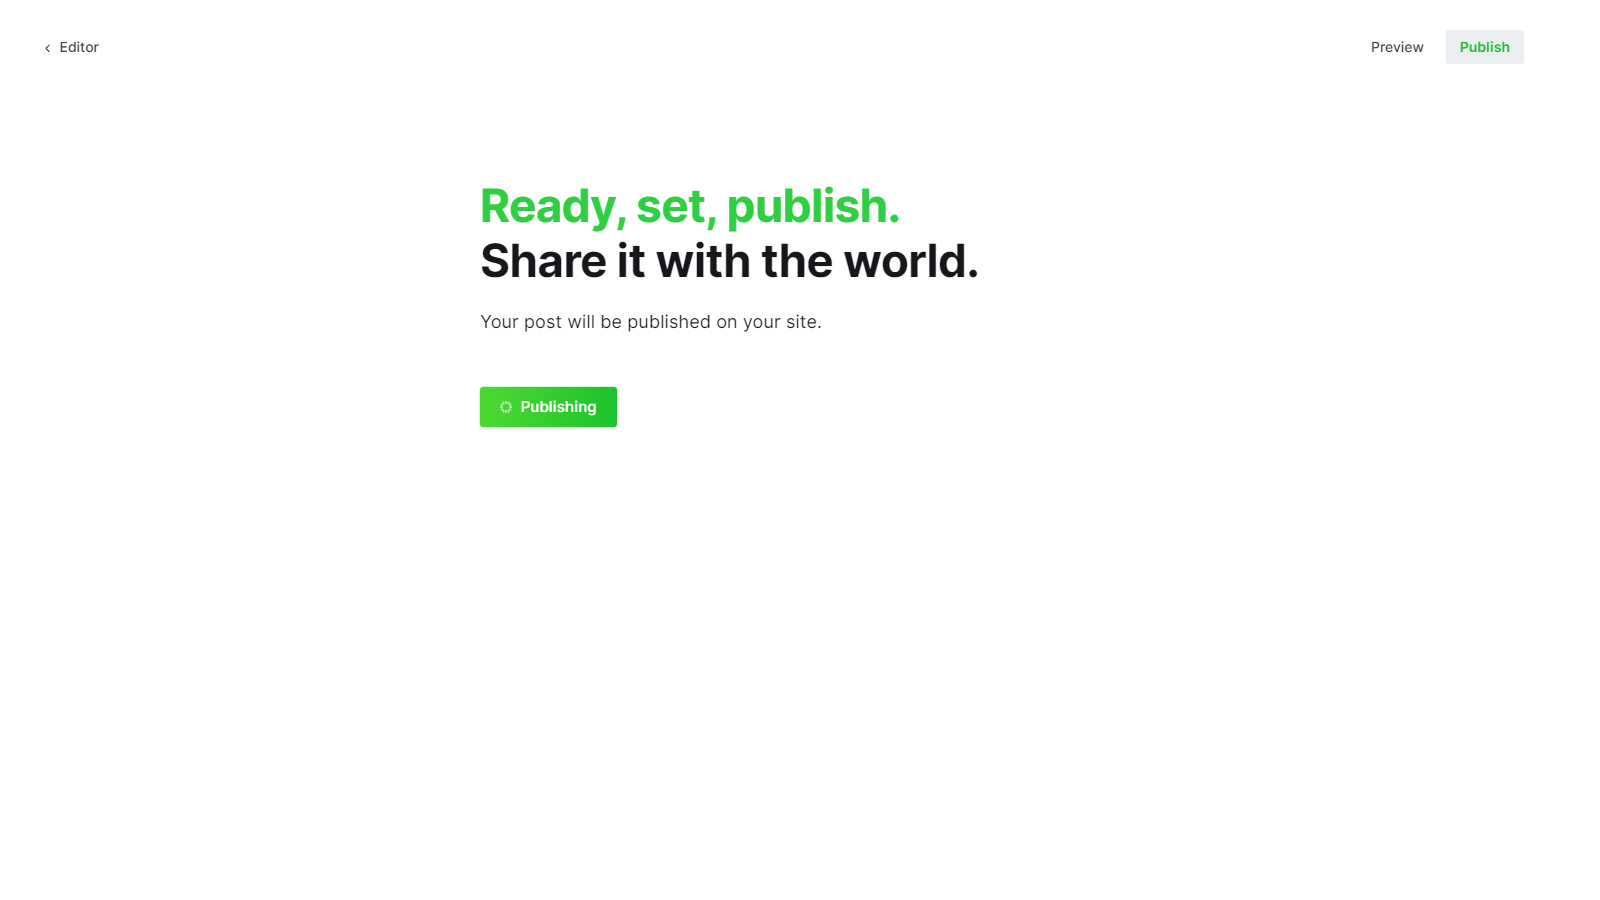 Editor
Preview
Publish
Ready, set, publish.
Share it with the world.
Your post will be published on your site.
Publishing